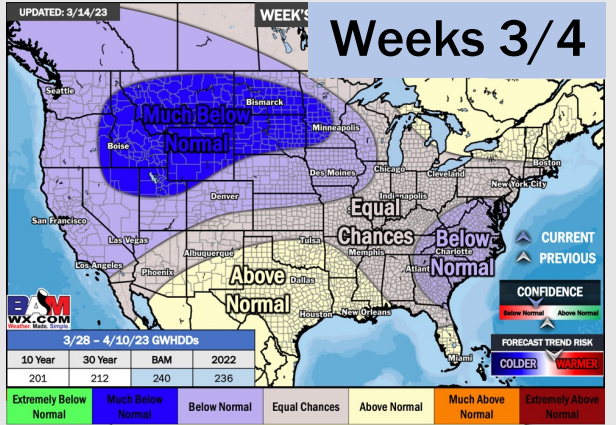 UPDATED: 3/14/23
WEEK'S
Weeks 3/4
Seattle
Bismarck
Much Below
Normal
Minneapolis
Boise
Boston
Chicago
Cleveland
Des Moines
New York City
Denver
Indianapolis
Equal
Chances
San Francisco
Las Vegas
Tulsa
Below
Normal
CURRENT
PREVIOUS
Charlotte
Memphis
Albuquerque
Los Angeles
Phoenix
Above
Normal
Dallas
Atlant
CONFIDENCE
Below Normal
Above Normal
BAM
WX.COM
Weather. Made. Simple.
Houston
New Orleans
FORECAST TREND RISK
COLDER
WARMER
Miami
3/28 – 4/10/23 GWHDDs
10 Year 30 Year BAM 2022
201 212 240 236
Extremely Below Normal
Much Below Normal
Below Normal
Equal Chances
Above Normal
Much Above Normal
Extremely Above Normal